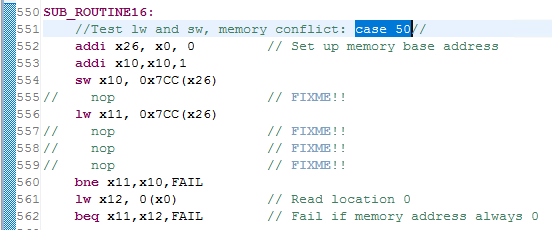 550 SUB_ROUTINE16:
551     //Test lw and sw, memory conflict: case 50//
552     addi x26, x0, 0         // Set up memory base address
553     addi x10,x10,1
554     sw x10, 0x7CC(x26)
555 //    nop                   // FIXME!!
556     lw x11, 0x7CC(x26)
557 //    nop                   // FIXME!!
558 //    nop                   // FIXME!!
559 //    nop                   // FIXME!!
560     bne x11,x10,FAIL
561     lw x12, 0(x0)           // Read location 0
562     beq x11,x12,FAIL        // Fail if memory address always 0